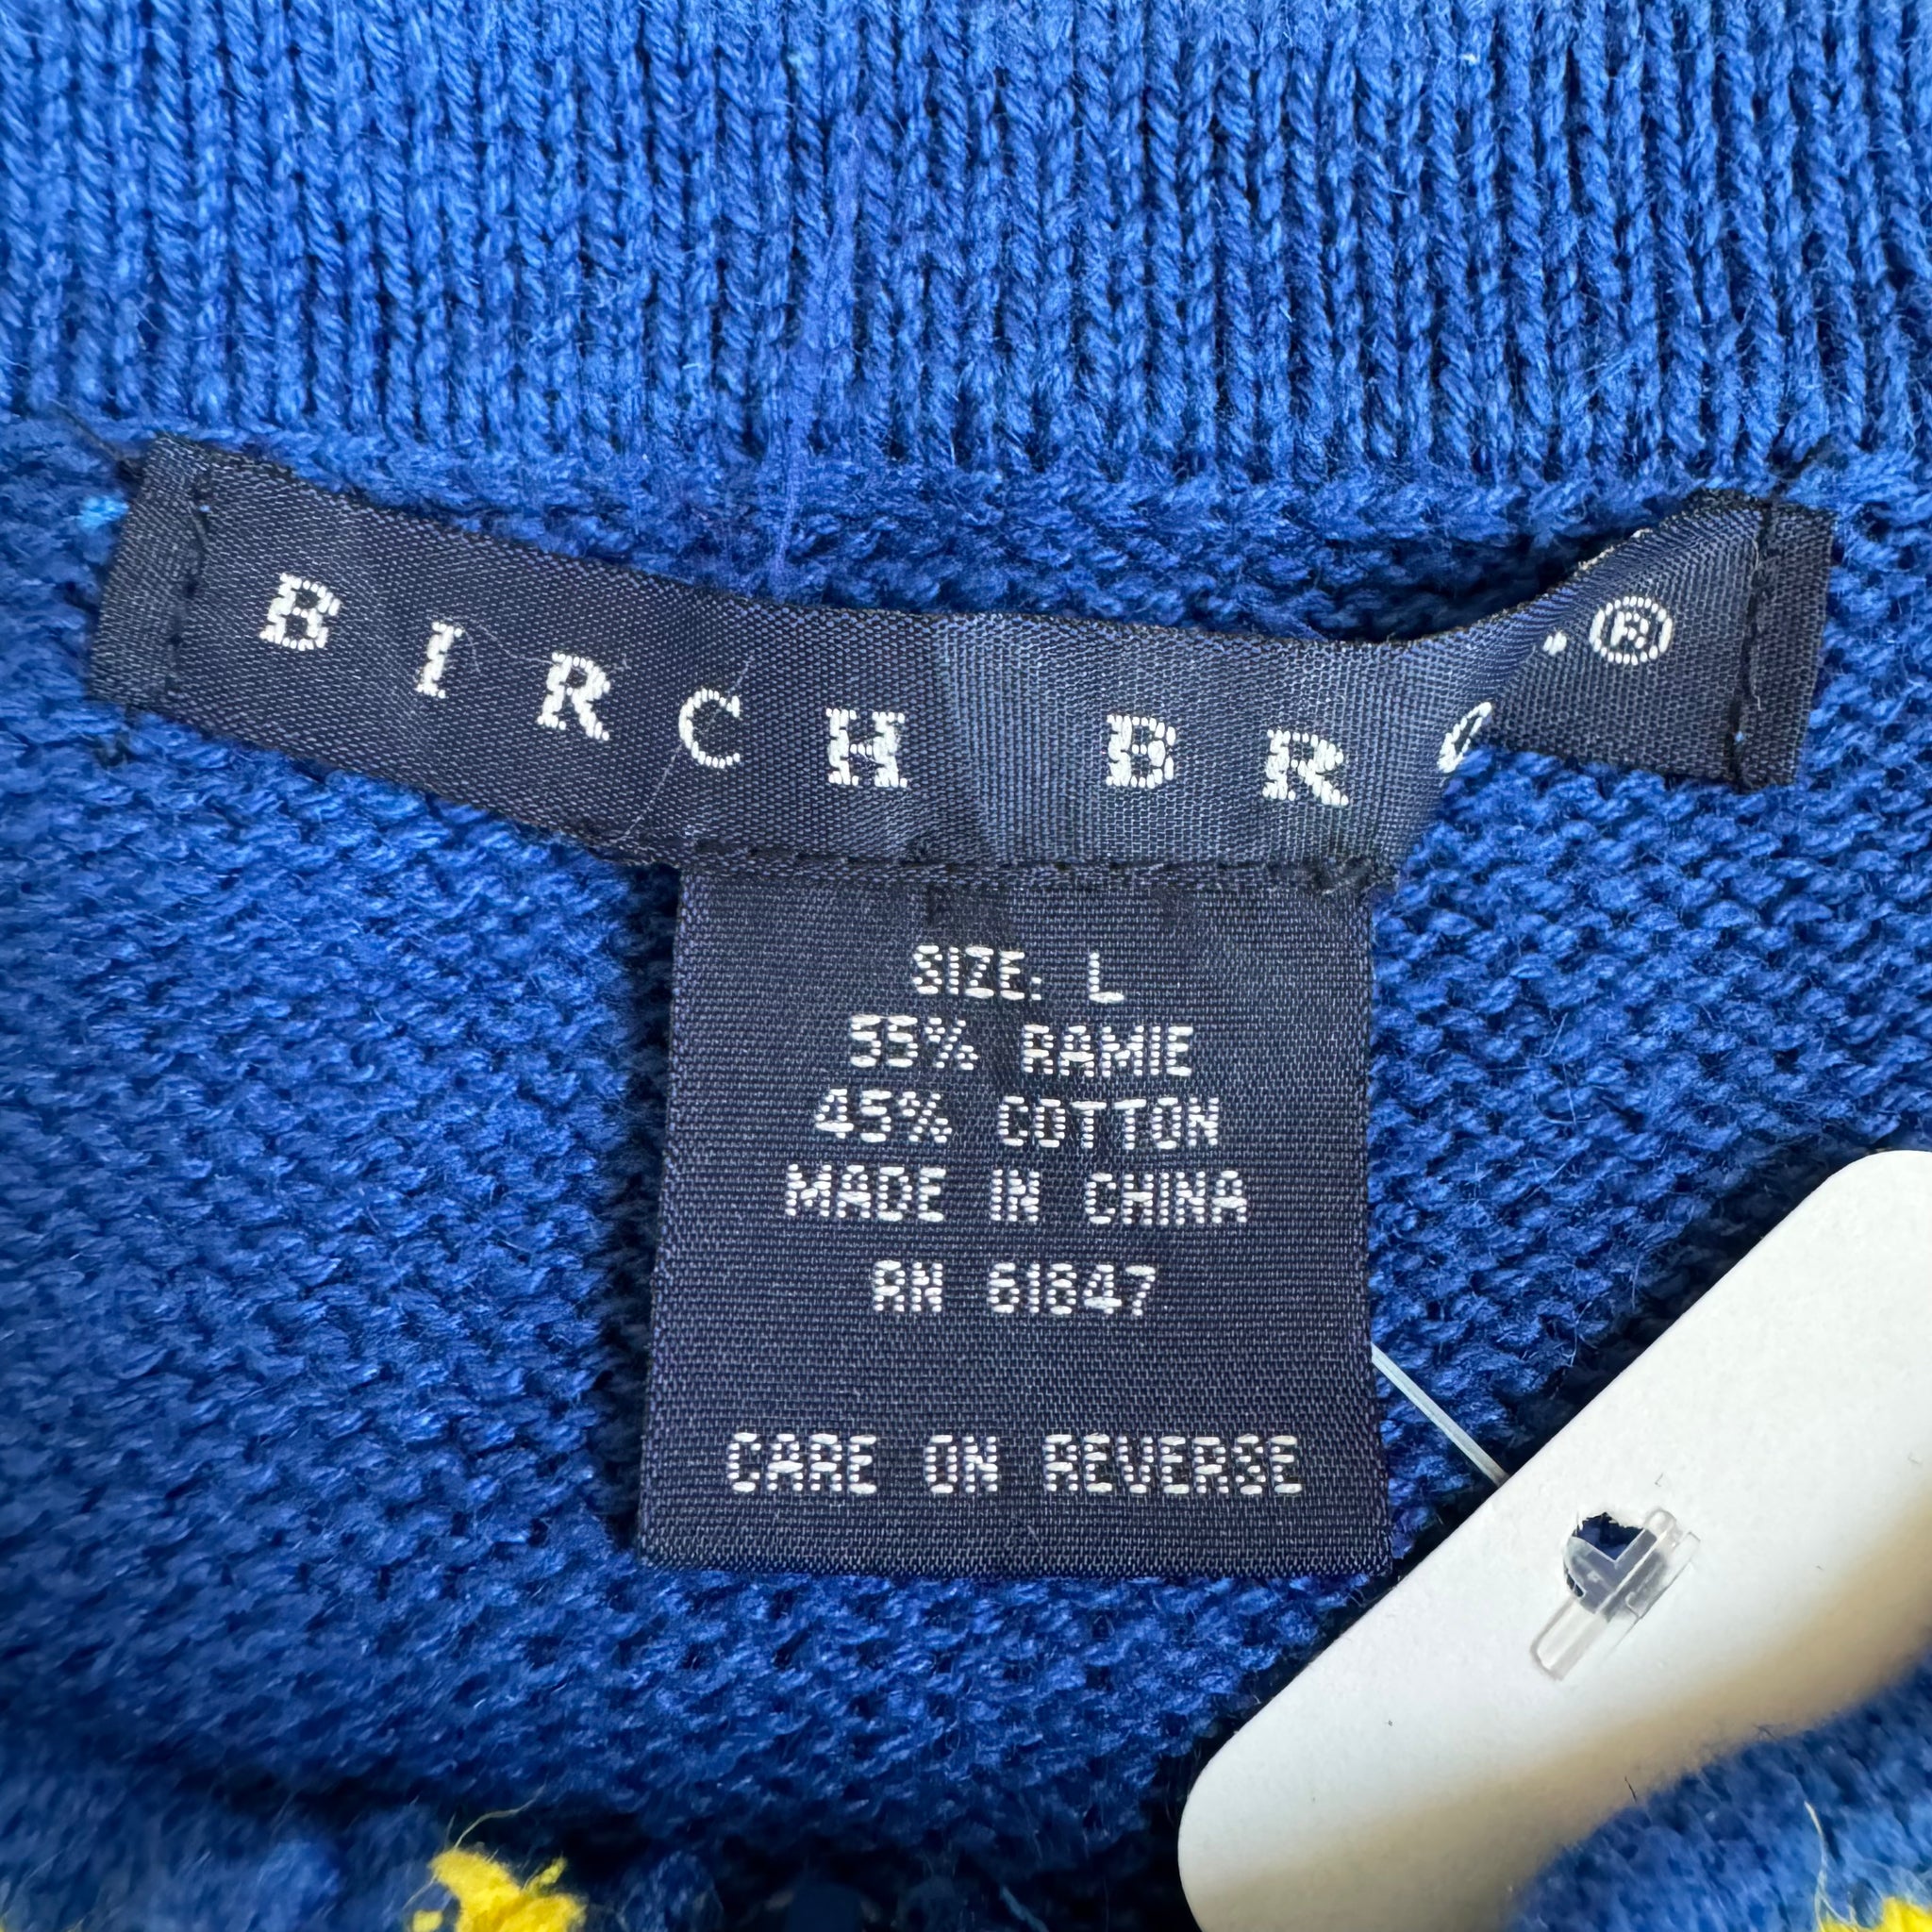 BIRCH BRO.®
SIZE: L
55% RAMIE
45% COTTON
MADE IN CHINA
RN 61847
CARE ON REVERSE